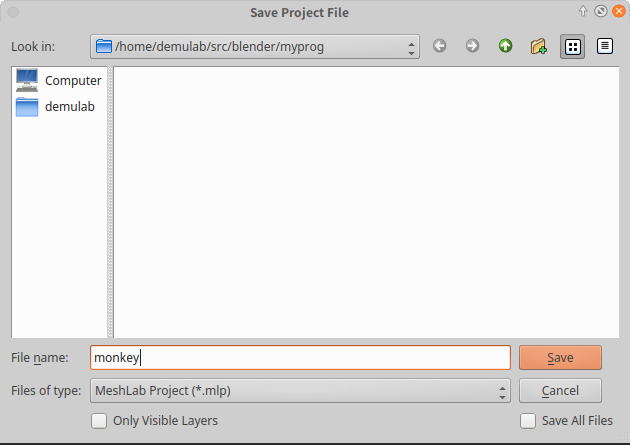 Save Project File
Look in: /home/demulab/src/blender/myprog
Computer
demulab
File name: monkey Save
Files of type: MeshLab Project (*.mlp) Cancel
Only Visible Layers Save All Files